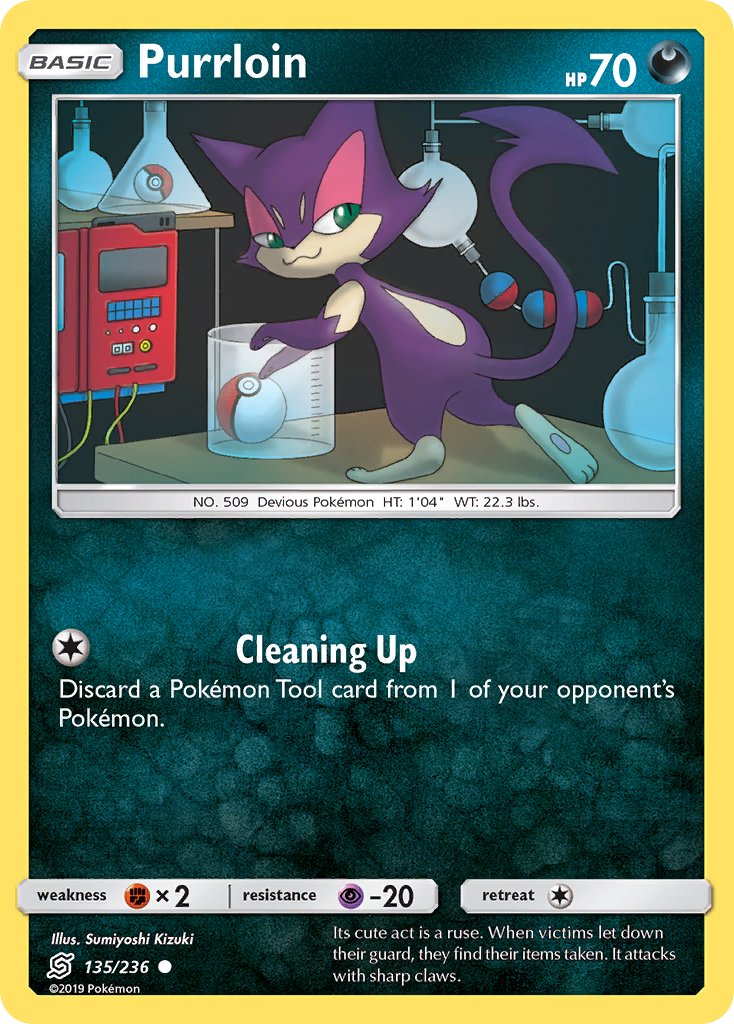 BASIC
Purrloin
HP70
NO. 509 Devious Pokémon HT: 1'04" WT: 22.3 lbs.
Cleaning Up
Discard a Pokémon Tool card from 1 of your opponent's
Pokémon.
weakness ×2 resistance -20 retreat
Illus. Sumiyoshi Kizuki
135/236
©2019 Pokémon
Its cute act is a ruse. When victims let down
their guard, they find their items taken. It attacks
with sharp claws.